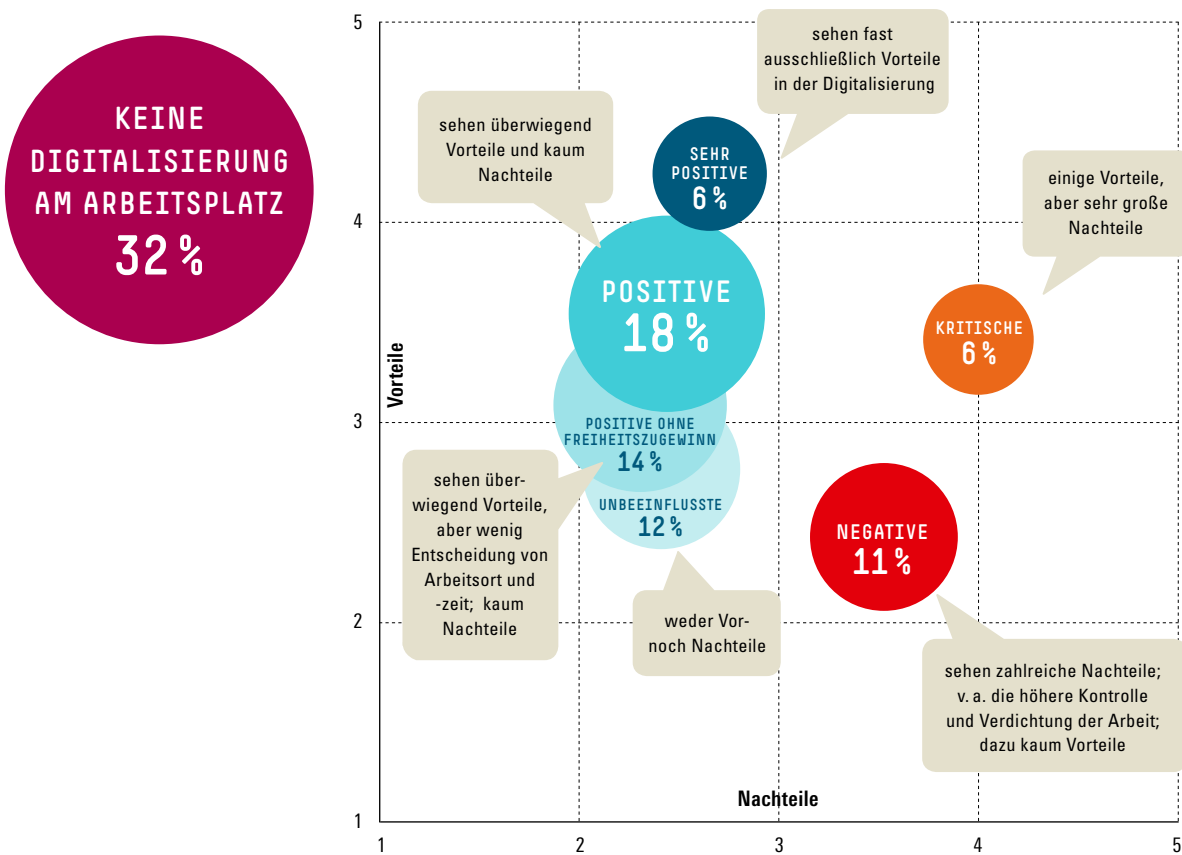 KEINE
DIGITALISIERUNG
AM ARBEITSPLATZ
32 %
5
4
3
2
1
Vorteile
sehen fast
ausschließlich Vorteile
in der Digitalisierung
sehen überwiegend
Vorteile und kaum
Nachteile
SEHR
POSITIVE
6 %
einige Vorteile,
aber sehr große
Nachteile
POSITIVE
18 %
KRITISCHE
6 %
POSITIVE OHNE
FREIHEITSZUGEWINN
14 %
sehen über-
wiegend Vorteile,
aber wenig
Entscheidung von
Arbeitsort und
-zeit; kaum
Nachteile
UNBEEINFLUSSTE
12 %
NEGATIVE
11 %
weder Vor-
noch Nachteile
sehen zahlreiche Nachteile;
v. a. die höhere Kontrolle
und Verdichtung der Arbeit;
dazu kaum Vorteile
Nachteile
1 2 3 4 5